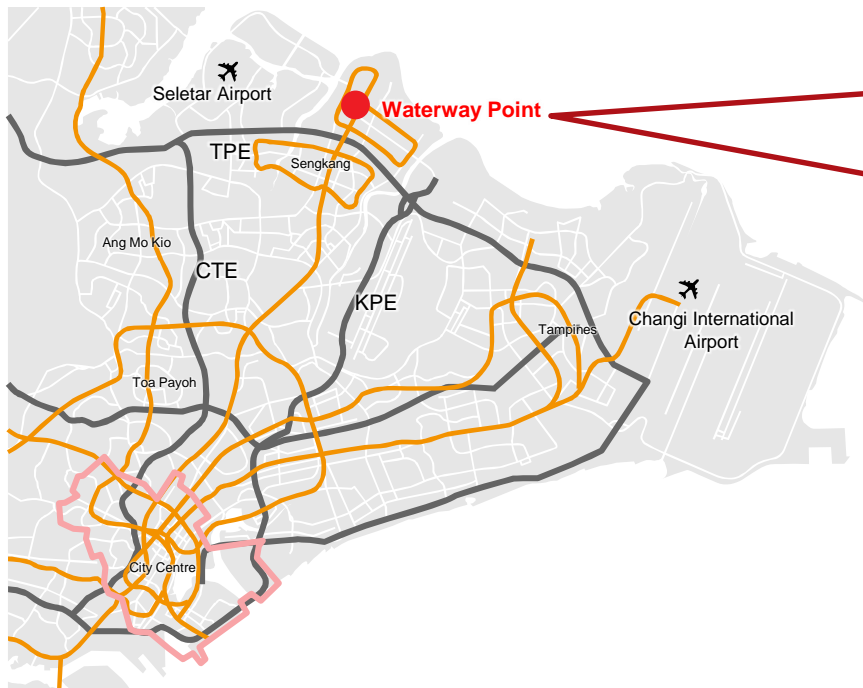 Seletar Airport
Waterway Point
TPE
Sengkang
Ang Mo Kio
CTE
KPE
Changi International
Airport
Tampines
Toa Payoh
City Centre